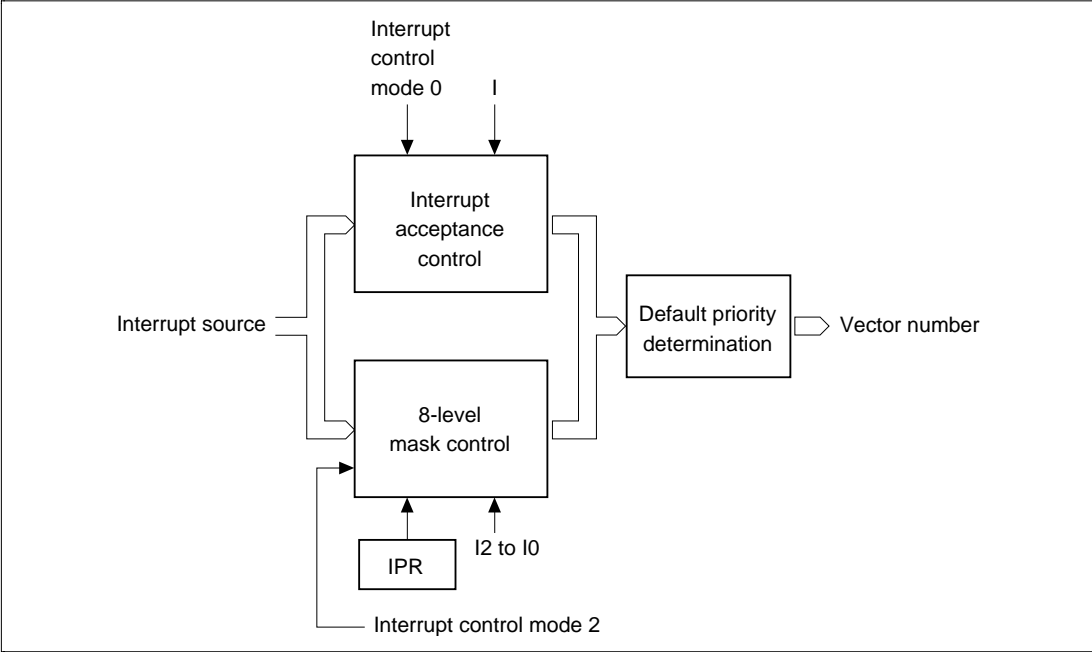 Interrupt
control
mode 0
I
Interrupt
acceptance
control
Interrupt source
Default priority
determination
Vector number
8-level
mask control
I2 to I0
IPR
Interrupt control mode 2